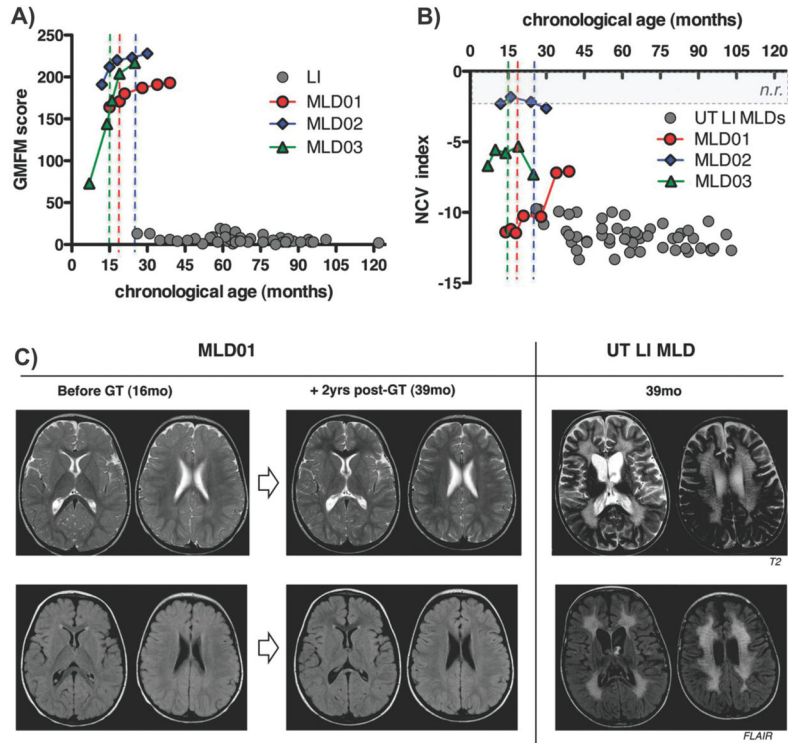 A)
250
200
150
100
50
0
GMFM score
0 15 30 45 60 75 90 105 120
chronological age (months)
LI
MLD01
MLD02
MLD03
B)
chronological age (months)
15 30 45 60 75 90 105 120
0
-5
-10
-15
NCV index
n.r.
UT LI MLDs
MLD01
MLD02
MLD03
C)
MLD01
UT LI MLD
Before GT (16mo)
+ 2yrs post-GT (39mo)
39mo
T2
FLAIR